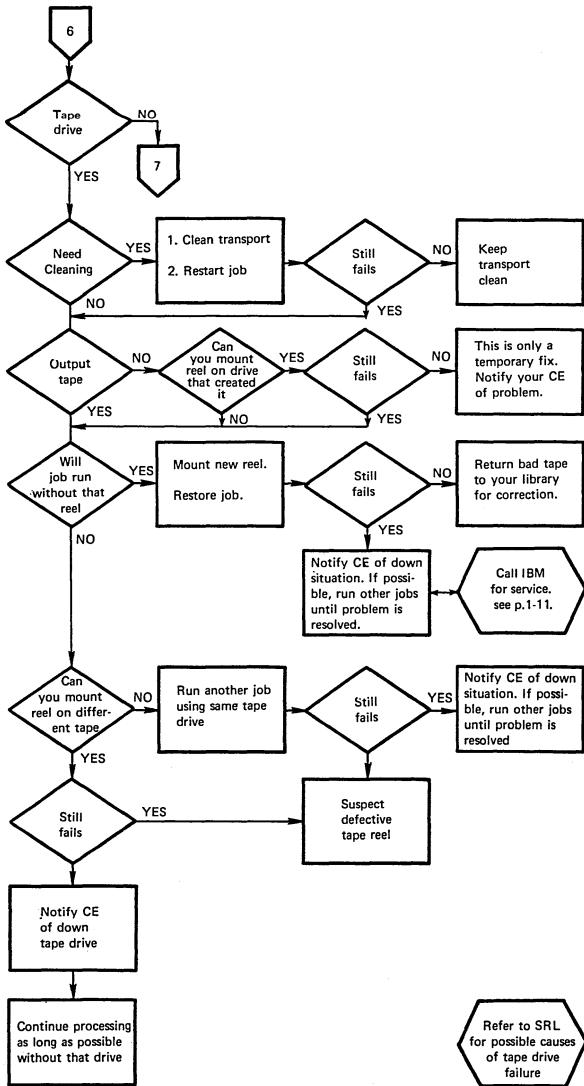 6
Tape
drive
NO
7
YES
Need
Cleaning
YES
1. Clean transport
2. Restart job
Still
fails
NO
Keep
transport
clean
NO
YES
Output
tape
NO
Can
you mount
reel on drive
that created
it
YES
Still
fails
NO
This is only a
temporary fix.
Notify your CE
of problem.
YES
NO
YES
Will
job run
without that
reel
YES
Mount new reel.
Restore job.
Still
fails
NO
Return bad tape
to your library
for correction.
NO
YES
Notify CE of down
situation. If possi-
ble, run other jobs
until problem is
resolved.
Call IBM
for service.
see p.1-11.
Can
you mount
reel on differ-
ent tape
NO
Run another job
using same tape
drive
Still
fails
YES
Notify CE of down
situation. If possi-
ble, run other jobs
until problem is
resolved
YES
Still
fails
YES
Suspect
defective
tape reel
Notify CE
of down
tape drive
Continue processing
as long as possible
without that drive
Refer to SRL
for possible causes
of tape drive
failure